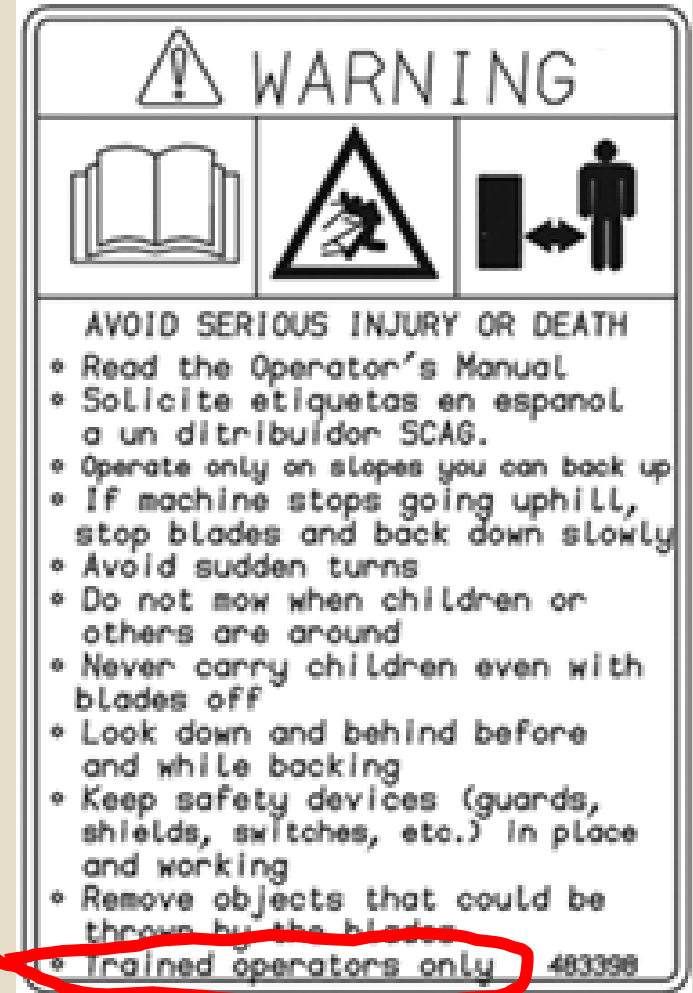 WARNING
AVOID SERIOUS INJURY OR DEATH
• Read the Operator's Manual
• Solicite etiquetas en espanol
a un ditribuidor SCAG.
• Operate only on slopes you can back up
• If machine stops going uphill,
stop blades and back down slowly
• Avoid sudden turns
• Do not mow when children or
others are around
• Never carry children even with
blades off
• Look down and behind before
and while backing
• Keep safety devices (guards,
shields, switches, etc.) in place
and working
• Remove objects that could be
thrown by the blades
• Trained operators only 483398